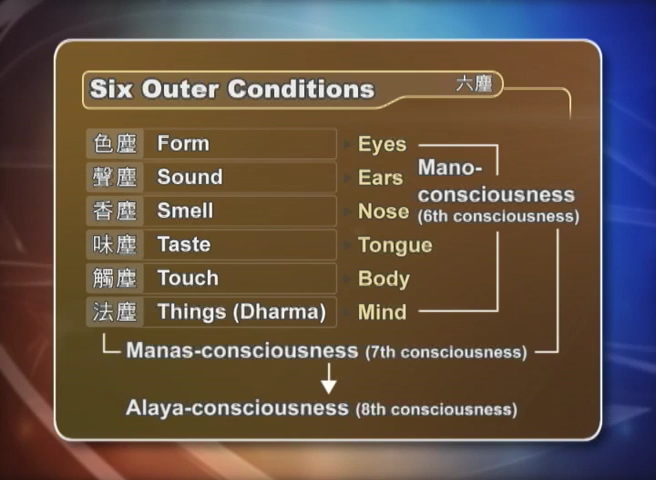 Six Outer Conditions 六塵
色塵 Form Eyes
聲塵 Sound Ears
香塵 Smell Nose
味塵 Taste Tongue
觸塵 Touch Body
法塵 Things (Dharma) Mind
Mano-
consciousness
(6th consciousness)
Manas-consciousness (7th consciousness)
Alaya-consciousness (8th consciousness)